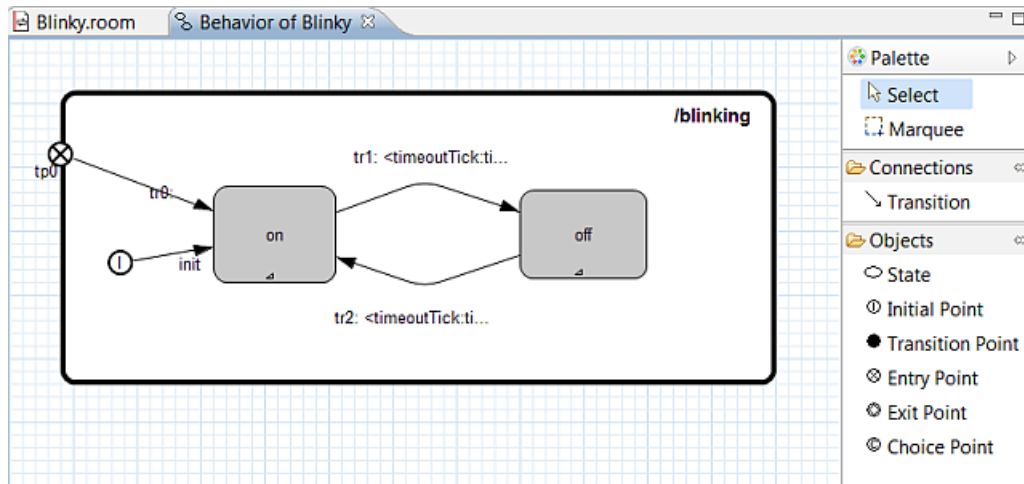 Blinky.room
Behavior of Blinky
/blinking
tp0
tr0:
init
on
tr1: <timeoutTick:ti...
off
tr2: <timeoutTick:ti...
Palette
Select
Marquee
Connections
Transition
Objects
State
Initial Point
Transition Point
Entry Point
Exit Point
Choice Point